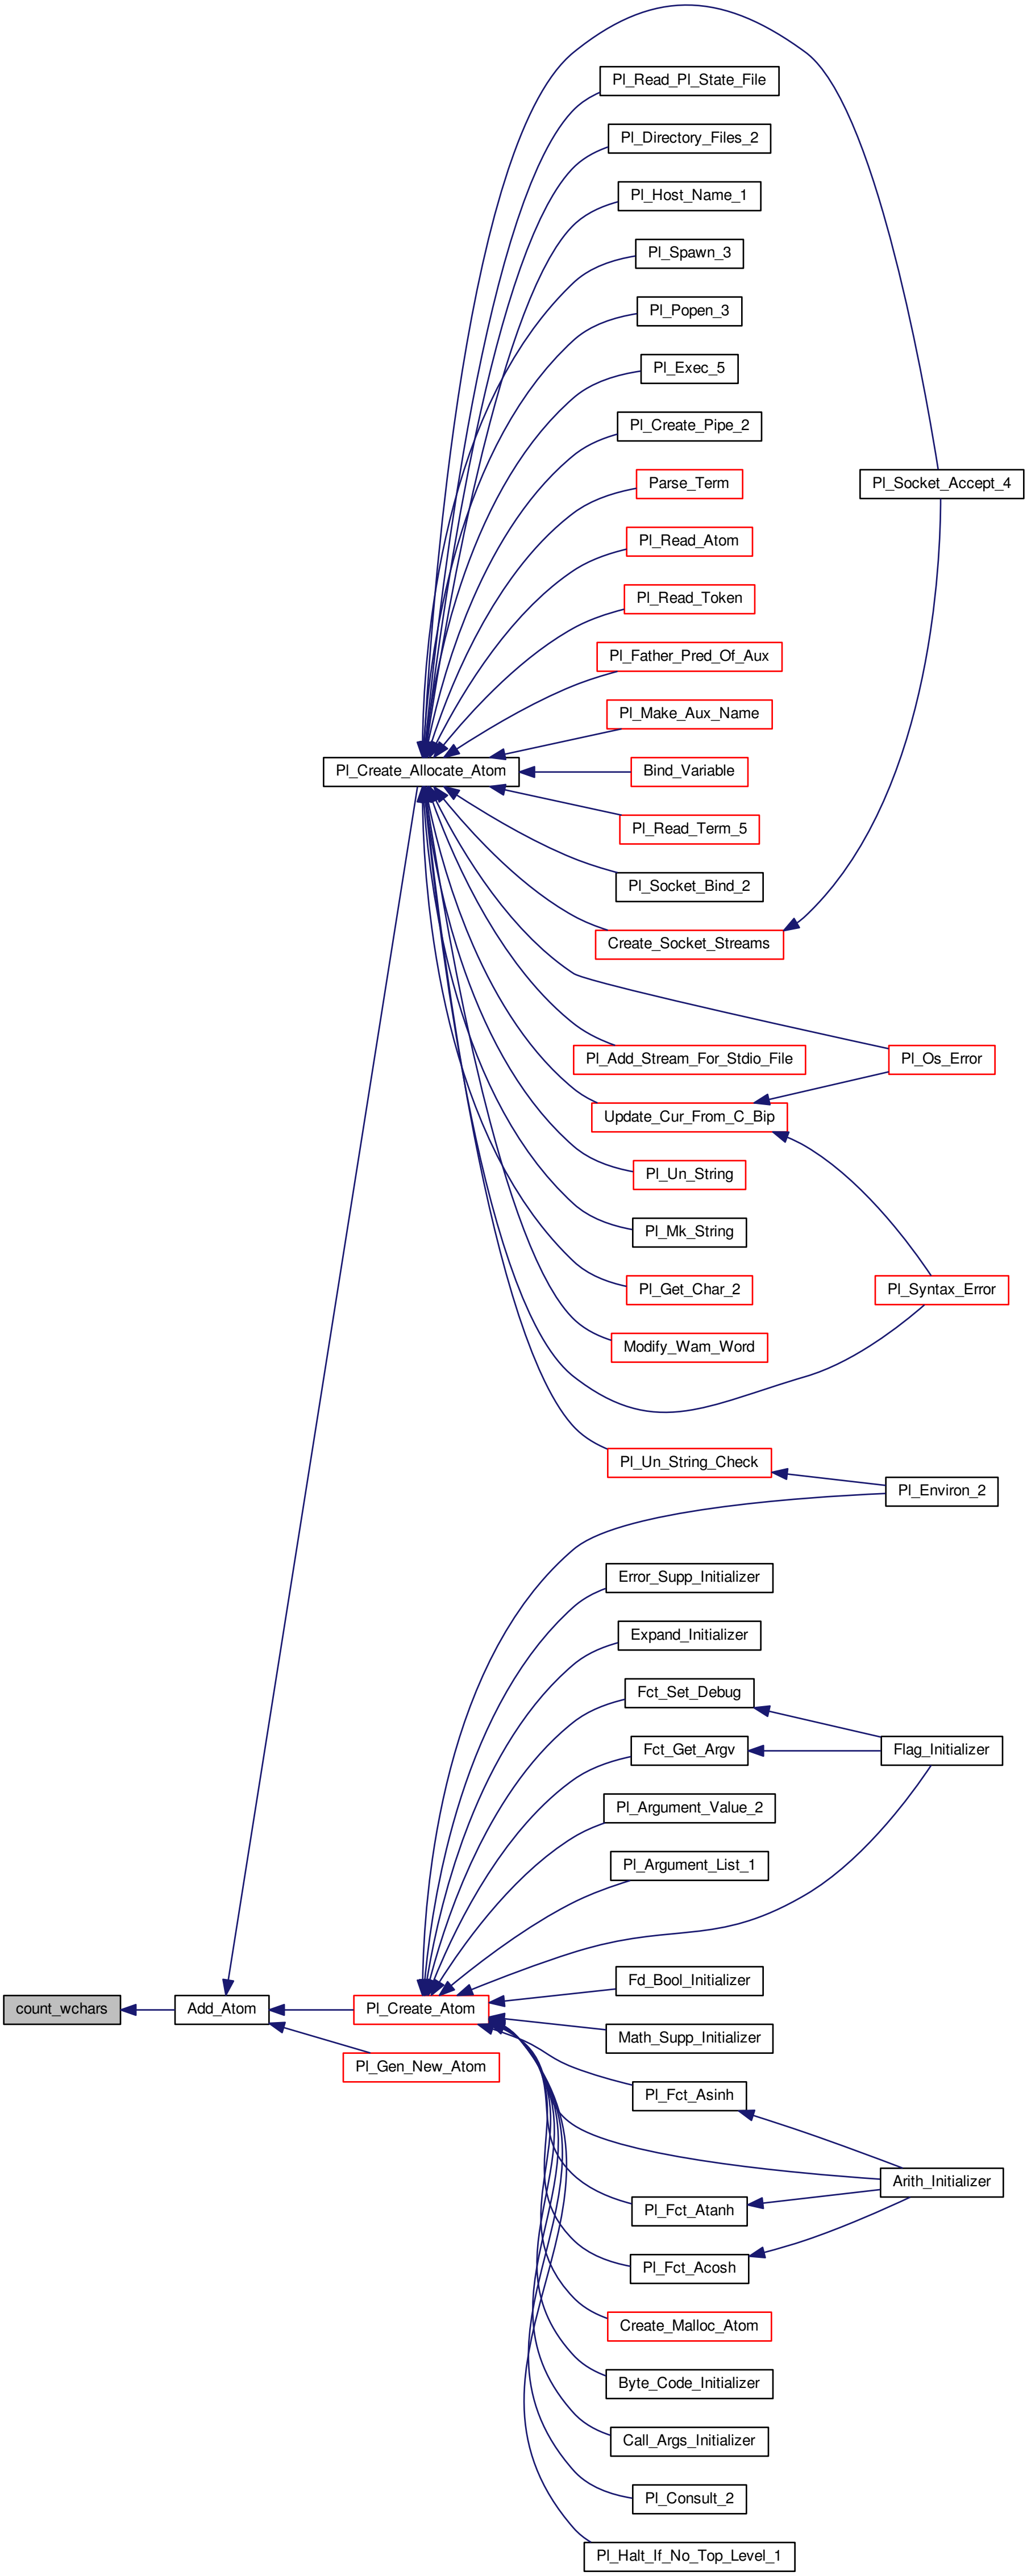 Pl_Read_Pl_State_File
Pl_Directory_Files_2
Pl_Host_Name_1
Pl_Spawn_3
Pl_Popen_3
Pl_Exec_5
Pl_Create_Pipe_2
Parse_Term
Pl_Socket_Accept_4
Pl_Read_Atom
Pl_Read_Token
Pl_Father_Pred_Of_Aux
Pl_Make_Aux_Name
Pl_Create_Allocate_Atom
Bind_Variable
Pl_Read_Term_5
Pl_Socket_Bind_2
Create_Socket_Streams
Pl_Add_Stream_For_Stdio_File
Pl_Os_Error
Update_Cur_From_C_Bip
Pl_Un_String
Pl_Mk_String
Pl_Get_Char_2
Pl_Syntax_Error
Modify_Wam_Word
Pl_Un_String_Check
Pl_Environ_2
Error_Supp_Initializer
Expand_Initializer
Fct_Set_Debug
Fct_Get_Argv
Flag_Initializer
Pl_Argument_Value_2
Pl_Argument_List_1
Fd_Bool_Initializer
count_wchars
Add_Atom
Pl_Create_Atom
Math_Supp_Initializer
Pl_Gen_New_Atom
Pl_Fct_Asinh
Arith_Initializer
Pl_Fct_Atanh
Pl_Fct_Acosh
Create_Malloc_Atom
Byte_Code_Initializer
Call_Args_Initializer
Pl_Consult_2
Pl_Halt_If_No_Top_Level_1